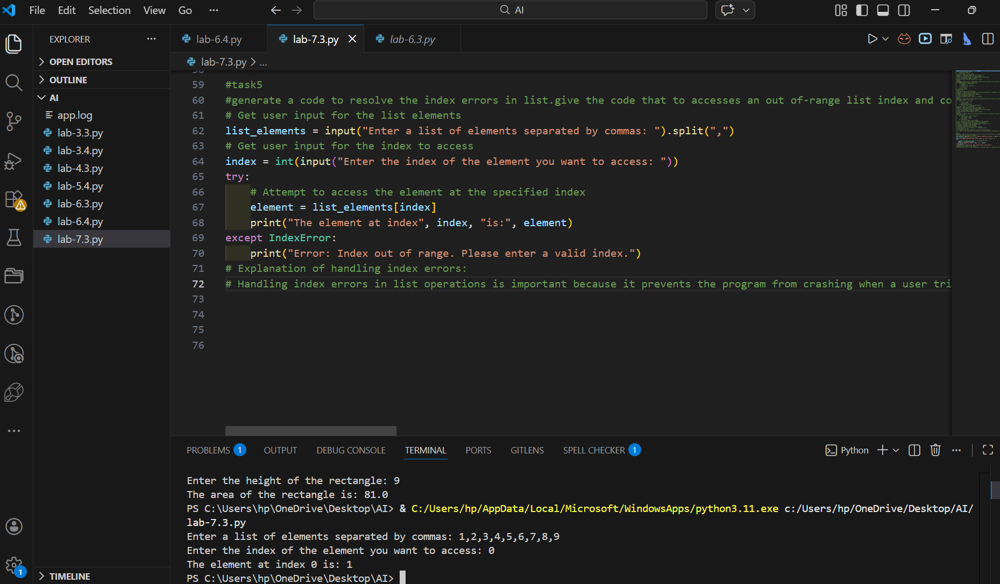 File Edit Selection View Go ...
AI
EXPLORER ...
OPEN EDITORS
OUTLINE
AI
app.log
lab-3.3.py
lab-3.4.py
lab-4.3.py
lab-5.4.py
lab-6.3.py
lab-6.4.py
lab-7.3.py
TIMELINE
1
lab-6.4.py lab-7.3.py lab-6.3.py
lab-7.3.py > ...
59 #task5
60 #generate a code to resolve the index errors in list.give the code that to accesses an out of-range list index and co
61 # Get user input for the list elements
62 list_elements = input("Enter a list of elements separated by commas: ").split(",")
63 # Get user input for the index to access
64 index = int(input("Enter the index of the element you want to access: "))
65 try:
66     # Attempt to access the element at the specified index
67     element = list_elements[index]
68     print("The element at index", index, "is:", element)
69 except IndexError:
70     print("Error: Index out of range. Please enter a valid index.")
71 # Explanation of handling index errors:
72 # Handling index errors in list operations is important because it prevents the program from crashing when a user tri
73
74
75
76
PROBLEMS 1 OUTPUT DEBUG CONSOLE TERMINAL PORTS GITLENS SPELL CHECKER 1
Python
Enter the height of the rectangle: 9
The area of the rectangle is: 81.0
PS C:\Users\hp\OneDrive\Desktop\AI> & C:/Users/hp/AppData/Local/Microsoft/WindowsApps/python3.11.exe c:/Users/hp/OneDrive/Desktop/AI/
lab-7.3.py
Enter a list of elements separated by commas: 1,2,3,4,5,6,7,8,9
Enter the index of the element you want to access: 0
The element at index 0 is: 1
PS C:\Users\hp\OneDrive\Desktop\AI>